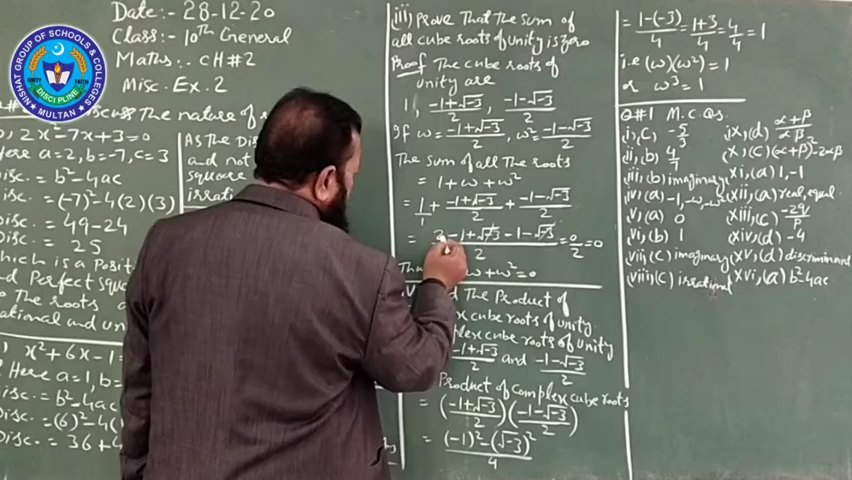 NISHAT GROUP OF SCHOOLS & COLLEGES
UNITY FAITH
DISCIPLINE
MULTAN
Date:- 28-12-20
Class:- 10th General
Maths:- CH#2
Misc. Ex. 2
discuss the nature of
2x²-7x+3=0
Here a=2, b=-7, c=3
Disc. = b²-4ac
Disc. = (-7)²-4(2)(3)
Disc. = 49-24
Disc. = 25
which is a Posit
and Perfect squa
So The roots a
rational and un
x²+6x-1=
Here a=1, b=
Disc. = b²-4ac
Disc. = (6)²-4(
Disc. = 36+4
As the Dis
and not
square
irratio
(iii) Prove That the sum of
all cube roots of unity is zero
Proof The cube roots of
unity are
1, (-1+√-3)/2, (-1-√-3)/2
If ω = (-1+√-3)/2, ω² = (-1-√-3)/2
The sum of all the roots
= 1+ω+ω²
= 1/1 + (-1+√-3)/2 + (-1-√-3)/2
= (2-1+√-3-1-√-3)/2 = 0/2 = 0
ω+ω²=0
The Product of
complex cube roots of unity
complex cube roots of unity
(-1+√-3)/2 and (-1-√-3)/2
Product of Complex cube roots
= ((-1+√-3)/2)((-1-√-3)/2)
= ((-1)²-(√-3)²)/4
= (1-(-3))/4 = (1+3)/4 = 4/4 = 1
i.e (ω)(ω²)=1
or ω³=1
Q#1 M.C.Qs.
i,(C) -5/3
ii,(b) 4/7
iii,(b) imaginary
iv,(a) -1,-ω,-ω²
v,(a) 0
vi,(b) 1
vii,(C) imaginary
viii,(C) irrational
ix,(d) (α+β)/(αβ)
x,(C) (α+β)²-2αβ
xi,(a) 1,-1
xii,(a) real, equal
xiii,(C) -2q/p
xiv,(d) -4
xv,(d) discriminant
xvi,(a) b²-4ac